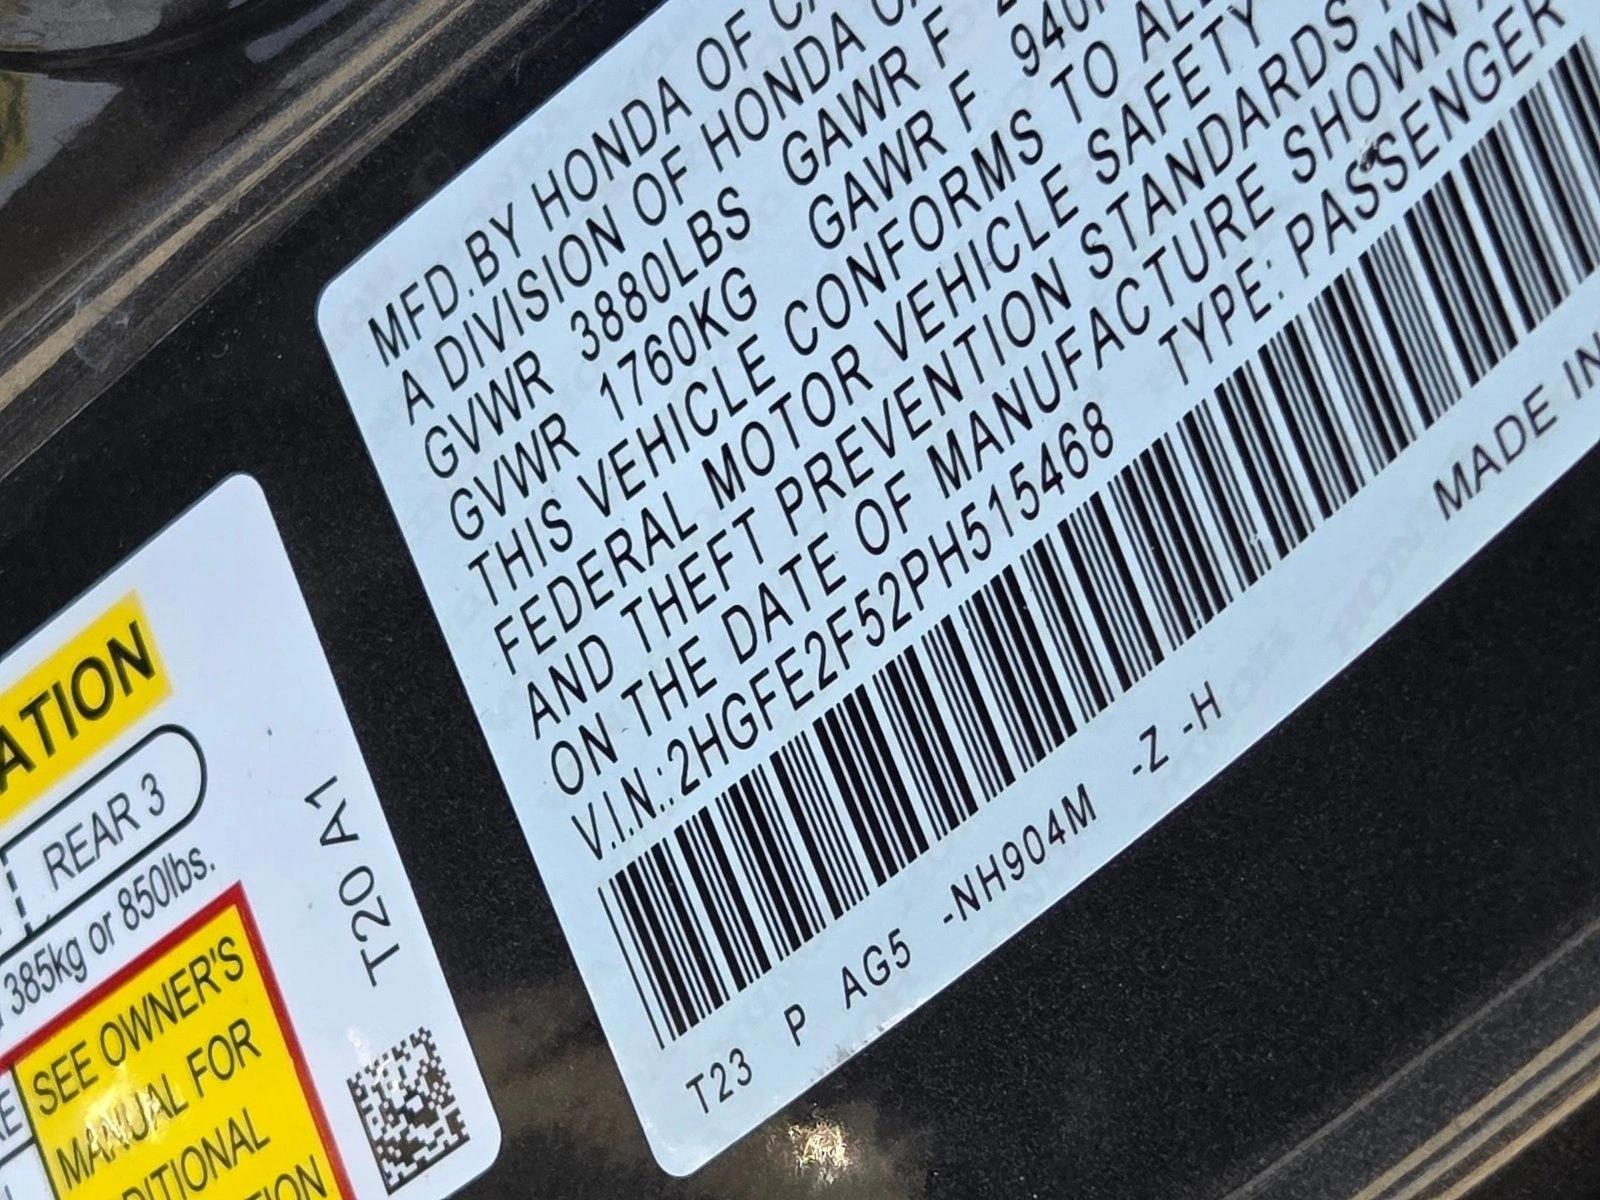 MFD.BY HONDA OF
A DIVISION OF HONDA
GVWR 3880LBS GAWR F
GVWR 1760KG GAWR F
THIS VEHICLE CONFORMS TO
FEDERAL MOTOR VEHICLE SAFETY
AND THEFT PREVENTION STANDARDS
ON THE DATE OF MANUFACTURE SHOWN
V.I.N.:2HGFE2F52PH515468 TYPE: PASSENGER
MADE IN
T23 P AG5 -NH904M -Z -H
ATION
REAR 3
385kg or 850lbs.
SEE OWNER'S
MANUAL FOR
DITIONAL
TION
T20 A1